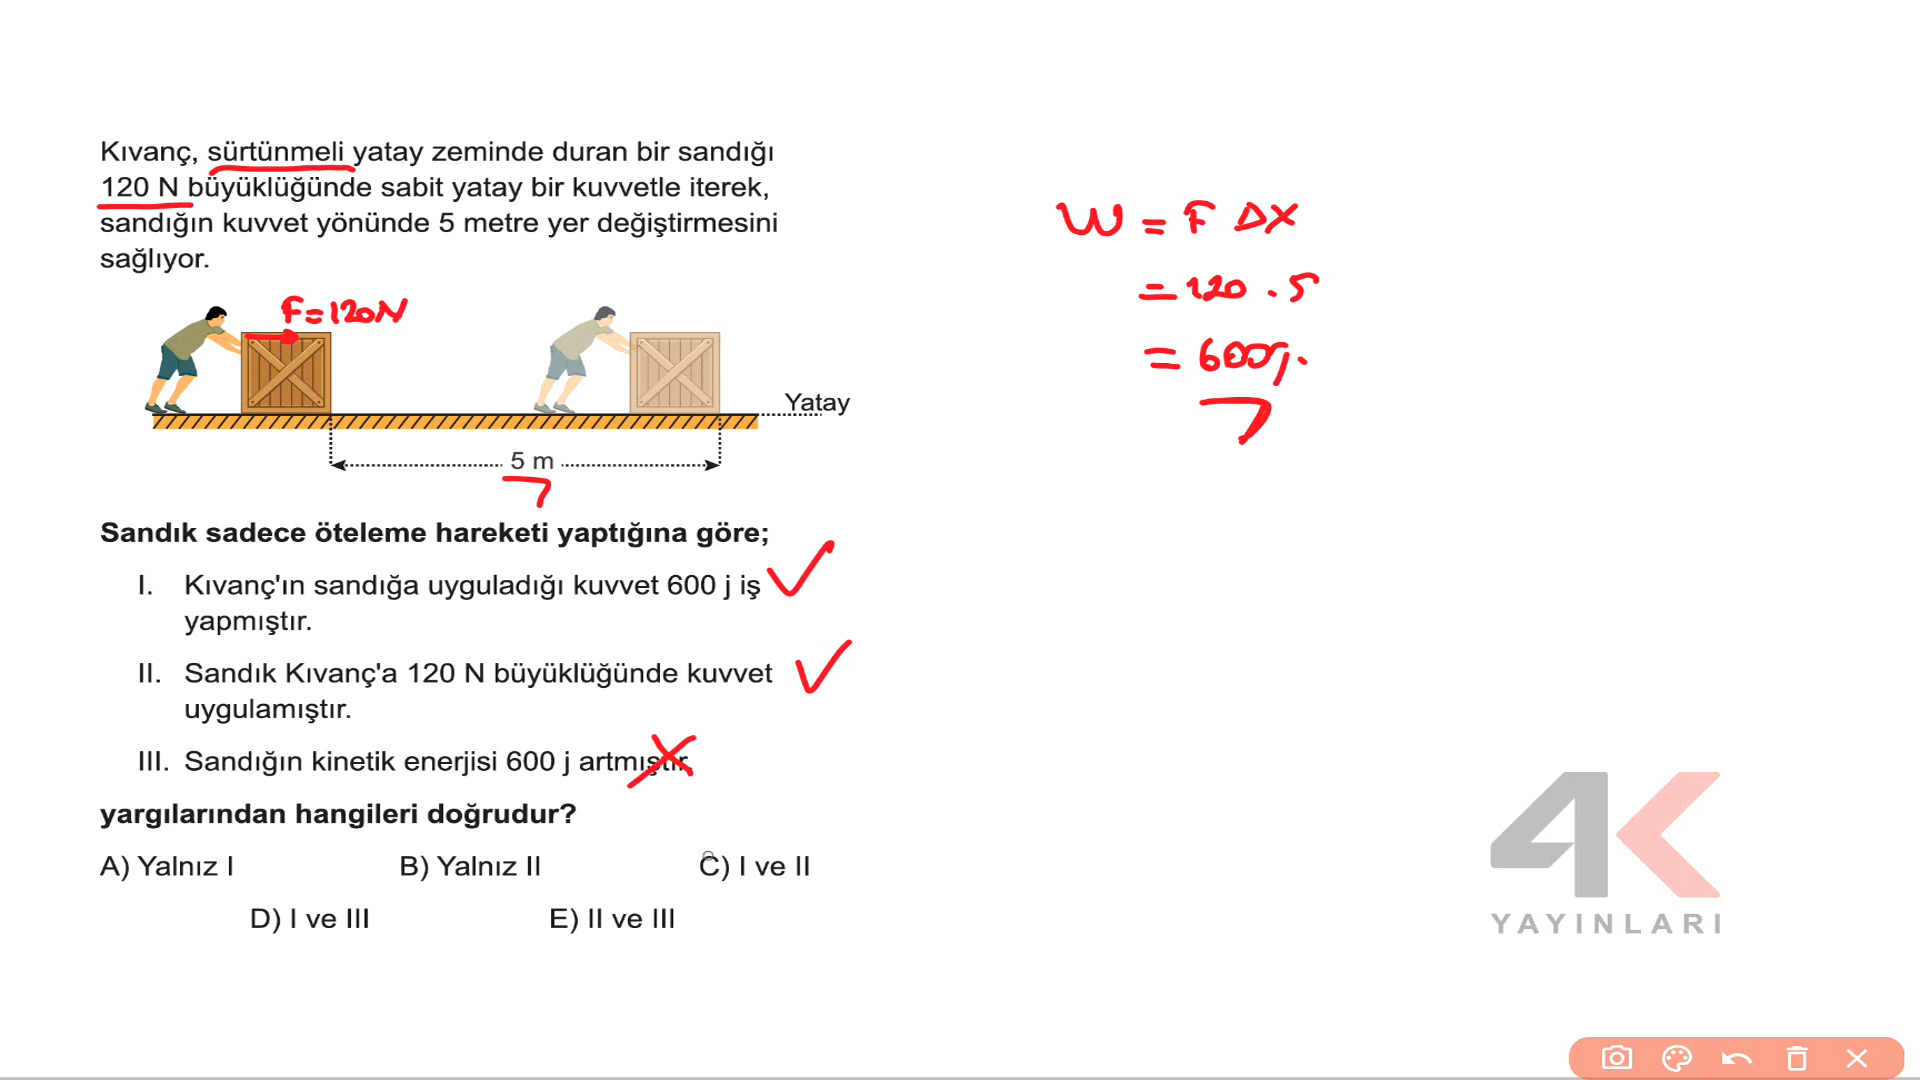 Kıvanç, sürtünmeli yatay zeminde duran bir sandığı
120 N büyüklüğünde sabit yatay bir kuvvetle iterek,
sandığın kuvvet yönünde 5 metre yer değiştirmesini
sağlıyor.
F=120N
Yatay
5 m
Sandık sadece öteleme hareketi yaptığına göre;
I. Kıvanç'ın sandığa uyguladığı kuvvet 600 j iş
yapmıştır.
II. Sandık Kıvanç'a 120 N büyüklüğünde kuvvet
uygulamıştır.
III. Sandığın kinetik enerjisi 600 j artmıştır.
yargılarından hangileri doğrudur?
A) Yalnız I B) Yalnız II C) I ve II
D) I ve III E) II ve III
W = F ΔX
= 120 . 5
= 600j.
4K
YAYINLARI